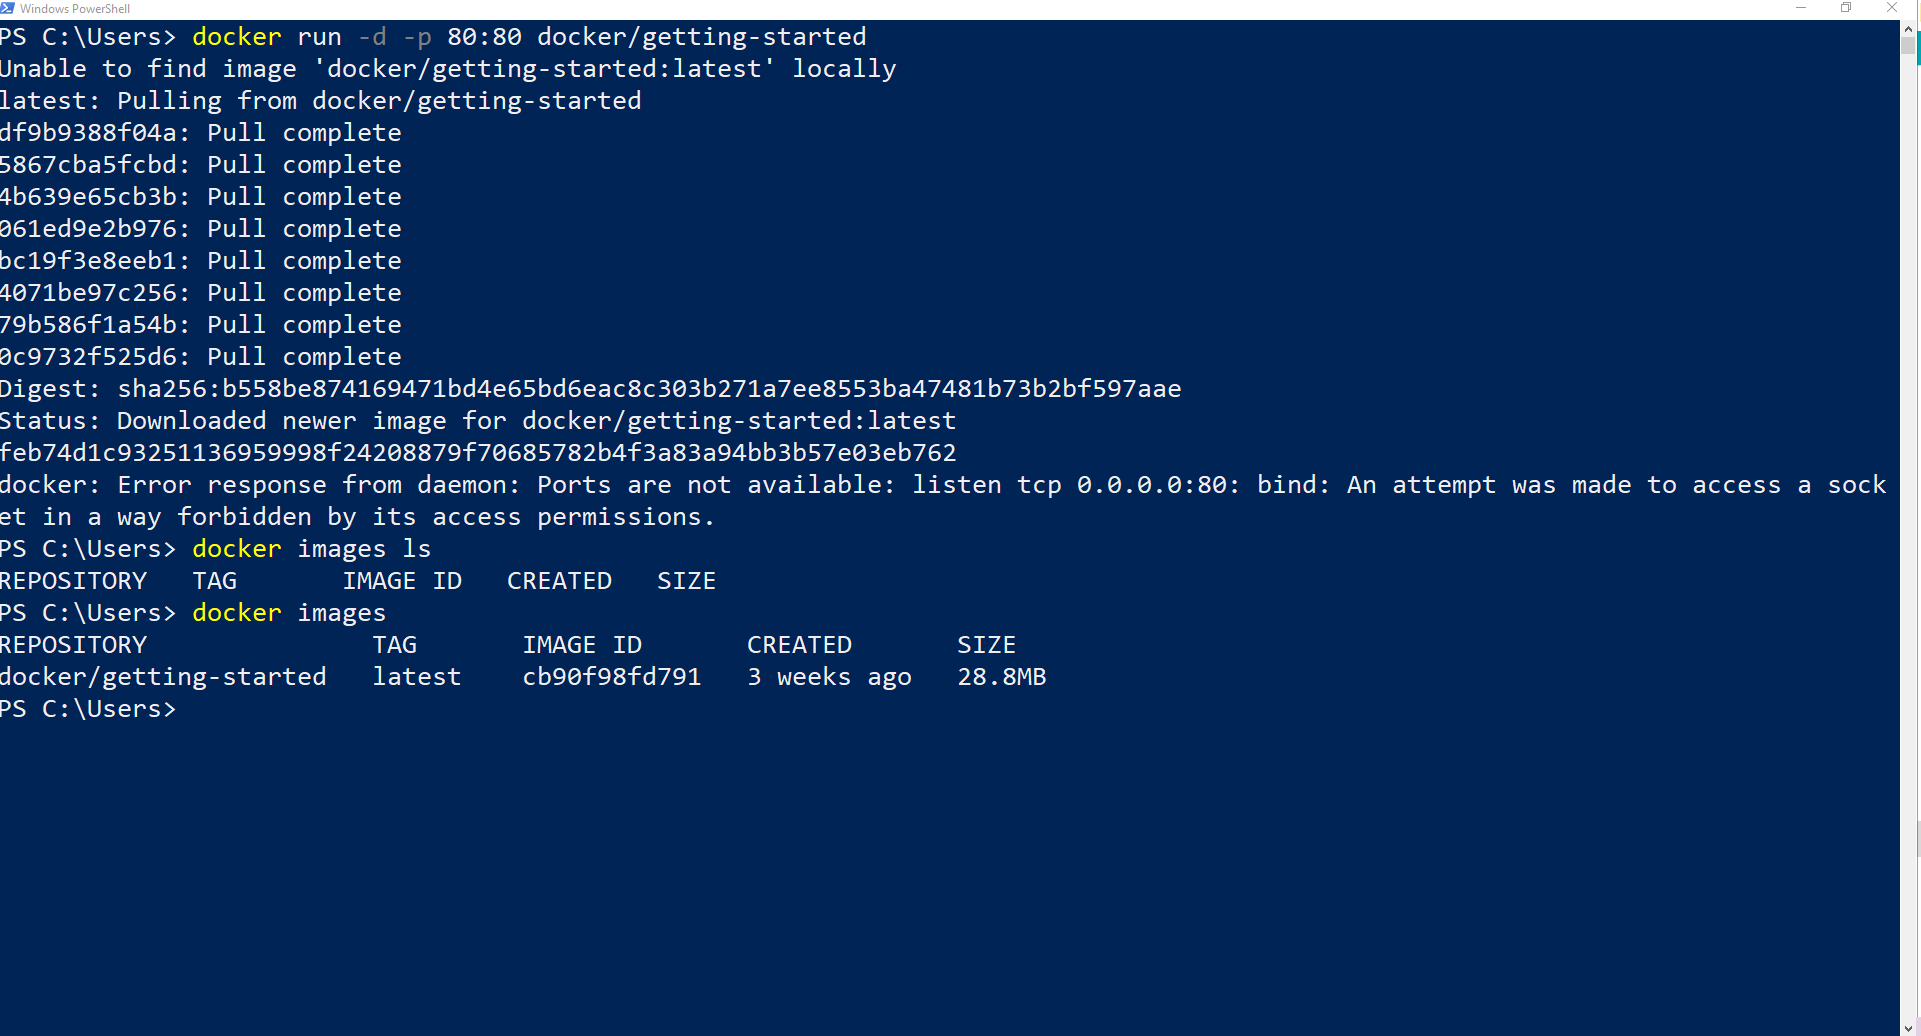 Windows PowerShell
PS C:\Users> docker run -d -p 80:80 docker/getting-started
Unable to find image 'docker/getting-started:latest' locally
latest: Pulling from docker/getting-started
df9b9388f04a: Pull complete
5867cba5fcbd: Pull complete
4b639e65cb3b: Pull complete
061ed9e2b976: Pull complete
bc19f3e8eeb1: Pull complete
4071be97c256: Pull complete
79b586f1a54b: Pull complete
0c9732f525d6: Pull complete
Digest: sha256:b558be874169471bd4e65bd6eac8c303b271a7ee8553ba47481b73b2bf597aae
Status: Downloaded newer image for docker/getting-started:latest
feb74d1c93251136959998f24208879f70685782b4f3a83a94bb3b57e03eb762
docker: Error response from daemon: Ports are not available: listen tcp 0.0.0.0:80: bind: An attempt was made to access a sock
et in a way forbidden by its access permissions.
PS C:\Users> docker images ls
REPOSITORY   TAG       IMAGE ID   CREATED   SIZE
PS C:\Users> docker images
REPOSITORY               TAG       IMAGE ID       CREATED       SIZE
docker/getting-started   latest    cb90f98fd791   3 weeks ago   28.8MB
PS C:\Users>